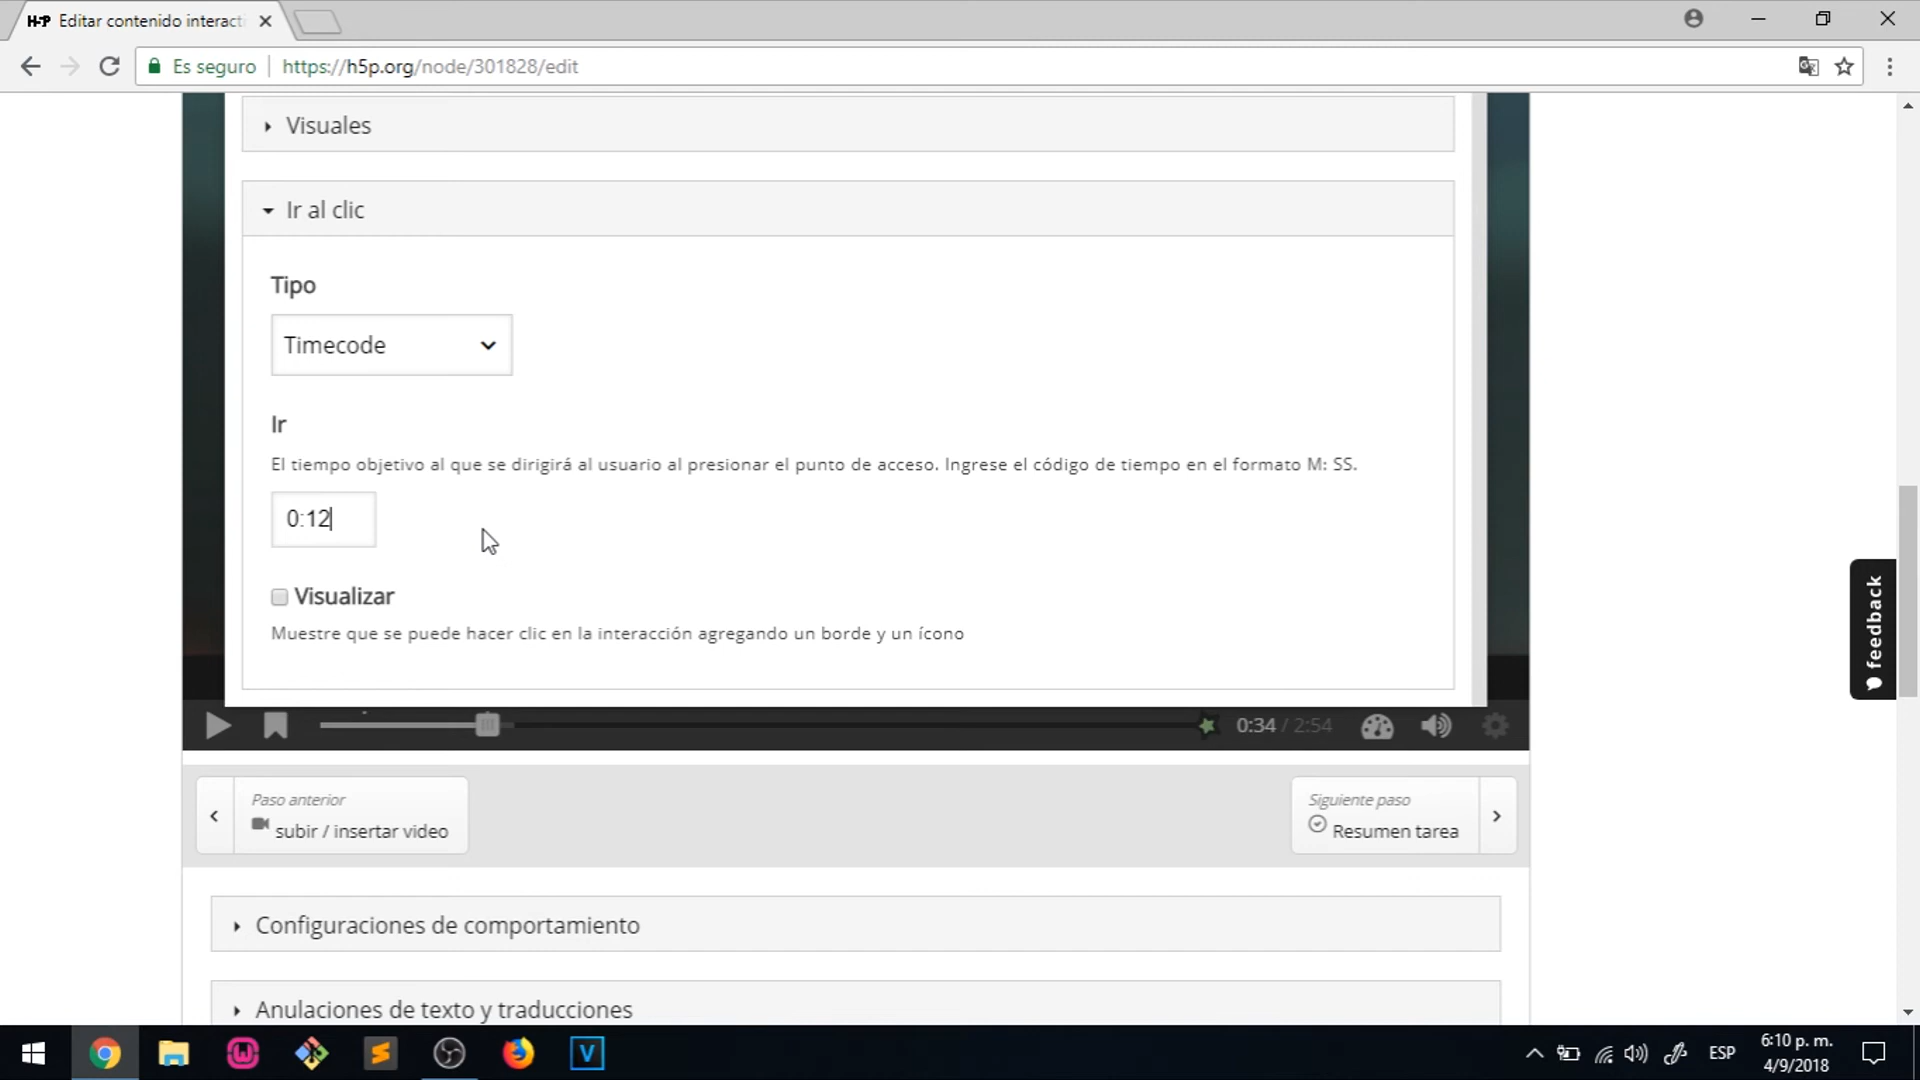 H-P Editar contenido interacti
Es seguro https://h5p.org/node/301828/edit
Visuales
Ir al clic
Tipo
Timecode
Ir
El tiempo objetivo al que se dirigirá al usuario al presionar el punto de acceso. Ingrese el código de tiempo en el formato M: SS.
0:12
Visualizar
Muestre que se puede hacer clic en la interacción agregando un borde y un ícono
feedback
0:34 / 2:54
Paso anterior
subir / insertar video
Siguiente paso
Resumen tarea
Configuraciones de comportamiento
Anulaciones de texto y traducciones
V
ESP
6:10 p. m.
4/9/2018